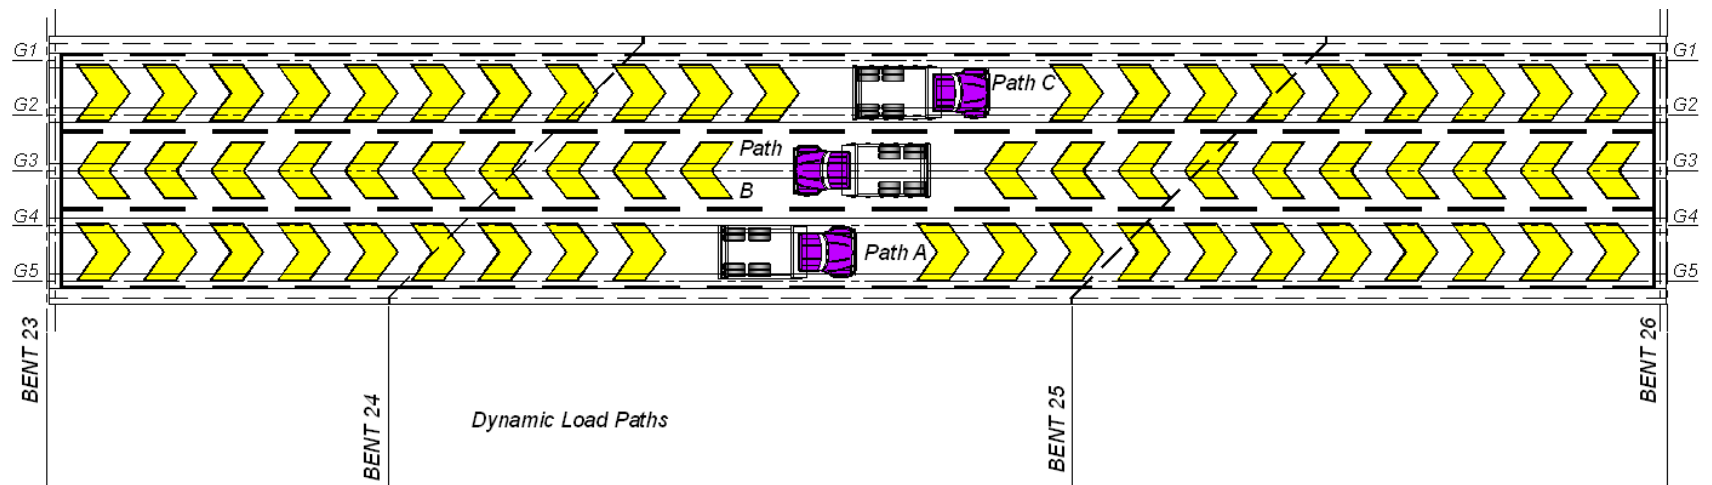 G1
G1
Path C
G2
G2
Path
G3
G3
B
G4
G4
Path A
G5
G5
BENT 23
BENT 24
Dynamic Load Paths
BENT 25
BENT 26